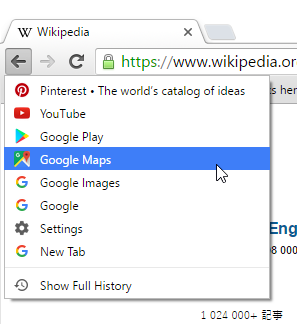 Wikipedia
https://www.wikipedia.or
Pinterest • The world's catalog of ideas
ts her
YouTube
Google Play
Google Maps
Google Images
Google
Settings
Eng
8 000
New Tab
Show Full History
1 024 000+ 記事